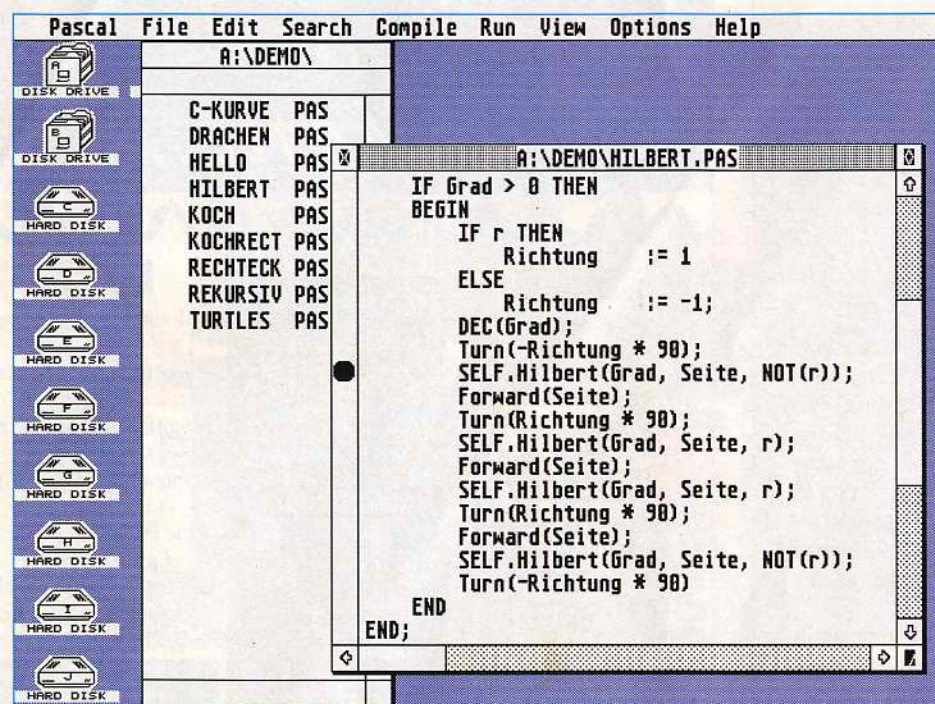 Pascal File Edit Search Compile Run View Options Help
A:\DEMO\
A
DISK DRIVE
B
DISK DRIVE
C
HARD DISK
D
HARD DISK
E
HARD DISK
F
HARD DISK
G
HARD DISK
H
HARD DISK
I
HARD DISK
J
HARD DISK
C-KURVE PAS
DRACHEN PAS
HELLO PAS
HILBERT PAS
KOCH PAS
KOCHRECT PAS
RECHTECK PAS
REKURSIV PAS
TURTLES PAS
A:\DEMO\HILBERT.PAS
IF Grad > 0 THEN
BEGIN
IF r THEN
Richtung := 1
ELSE
Richtung := -1;
DEC(Grad);
Turn(-Richtung * 90);
SELF.Hilbert(Grad, Seite, NOT(r));
Forward(Seite);
Turn(Richtung * 90);
SELF.Hilbert(Grad, Seite, r);
Forward(Seite);
SELF.Hilbert(Grad, Seite, r);
Turn(Richtung * 90);
Forward(Seite);
SELF.Hilbert(Grad, Seite, NOT(r));
Turn(-Richtung * 90)
END
END;